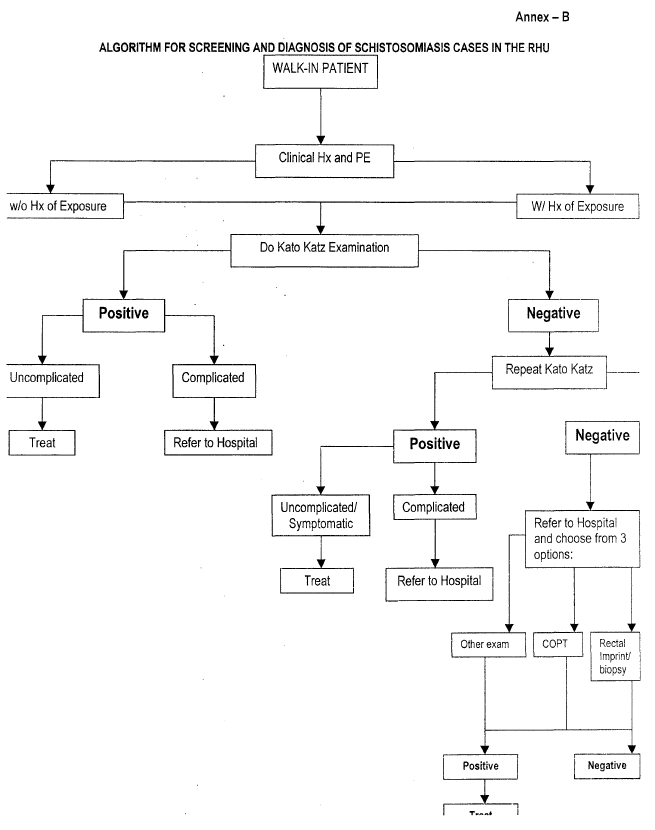 Annex – B
ALGORITHM FOR SCREENING AND DIAGNOSIS OF SCHISTOSOMIASIS CASES IN THE RHU
WALK-IN PATIENT
Clinical Hx and PE
w/o Hx of Exposure
W/ Hx of Exposure
Do Kato Katz Examination
Positive
Negative
Uncomplicated
Complicated
Repeat Kato Katz
Treat
Refer to Hospital
Positive
Negative
Uncomplicated/
Symptomatic
Complicated
Refer to Hospital
and choose from 3
options:
Treat
Refer to Hospital
Other exam
COPT
Rectal
Imprint/
biopsy
Positive
Negative
Treat